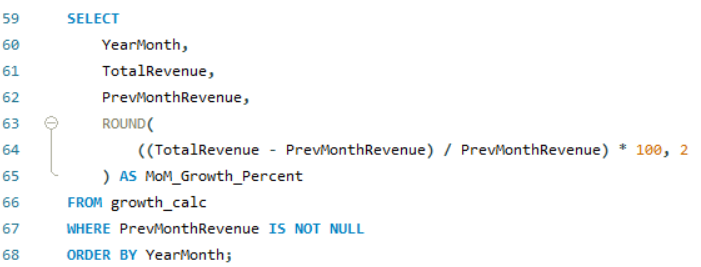 59 SELECT
60 YearMonth,
61 TotalRevenue,
62 PrevMonthRevenue,
63 ROUND(
64 ((TotalRevenue - PrevMonthRevenue) / PrevMonthRevenue) * 100, 2
65 ) AS MoM_Growth_Percent
66 FROM growth_calc
67 WHERE PrevMonthRevenue IS NOT NULL
68 ORDER BY YearMonth;